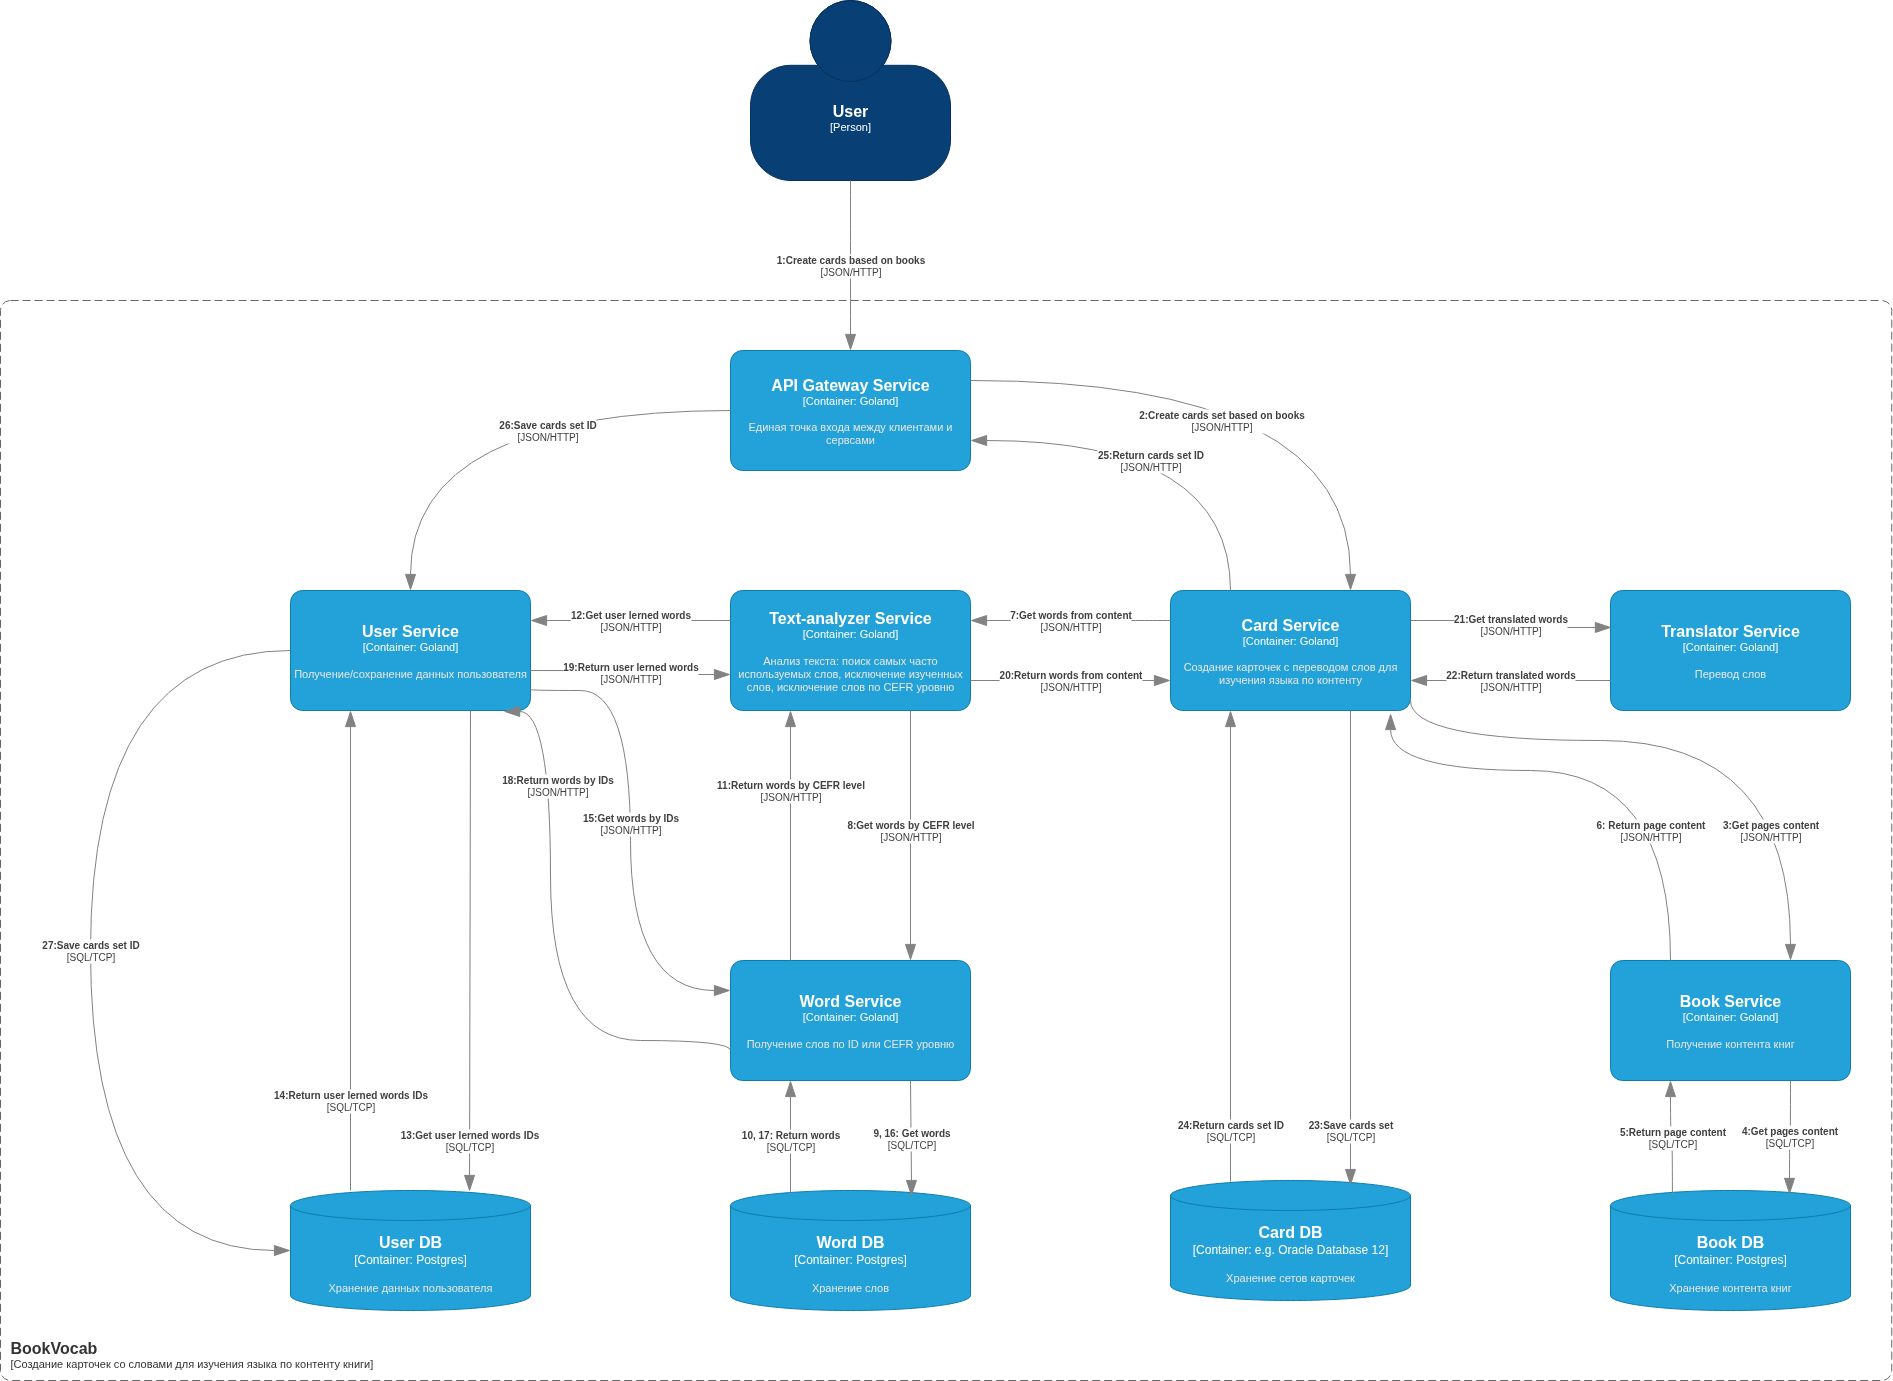 User
[Person]
1:Create cards based on books
[JSON/HTTP]
API Gateway Service
[Container: Goland]
Единая точка входа между клиентами и
сервсами
26:Save cards set ID
[JSON/HTTP]
2:Create cards set based on books
[JSON/HTTP]
25:Return cards set ID
[JSON/HTTP]
User Service
[Container: Goland]
Получение/сохранение данных пользователя
12:Get user lerned words
[JSON/HTTP]
19:Return user lerned words
[JSON/HTTP]
Text-analyzer Service
[Container: Goland]
Анализ текста: поиск самых часто
используемых слов, исключение изученных
слов, исключение слов по CEFR уровню
7:Get words from content
[JSON/HTTP]
20:Return words from content
[JSON/HTTP]
Card Service
[Container: Goland]
Создание карточек с переводом слов для
изучения языка по контенту
21:Get translated words
[JSON/HTTP]
22:Return translated words
[JSON/HTTP]
Translator Service
[Container: Goland]
Перевод слов
18:Return words by IDs
[JSON/HTTP]
15:Get words by IDs
[JSON/HTTP]
11:Return words by CEFR level
[JSON/HTTP]
8:Get words by CEFR level
[JSON/HTTP]
6: Return page content
[JSON/HTTP]
3:Get pages content
[JSON/HTTP]
27:Save cards set ID
[SQL/TCP]
Word Service
[Container: Goland]
Получение слов по ID или CEFR уровню
Book Service
[Container: Goland]
Получение контента книг
14:Return user lerned words IDs
[SQL/TCP]
13:Get user lerned words IDs
[SQL/TCP]
10, 17: Return words
[SQL/TCP]
9, 16: Get words
[SQL/TCP]
24:Return cards set ID
[SQL/TCP]
23:Save cards set
[SQL/TCP]
5:Return page content
[SQL/TCP]
4:Get pages content
[SQL/TCP]
User DB
[Container: Postgres]
Хранение данных пользователя
Word DB
[Container: Postgres]
Хранение слов
Card DB
[Container: e.g. Oracle Database 12]
Хранение сетов карточек
Book DB
[Container: Postgres]
Хранение контента книг
BookVocab
[Создание карточек со словами для изучения языка по контенту книги]